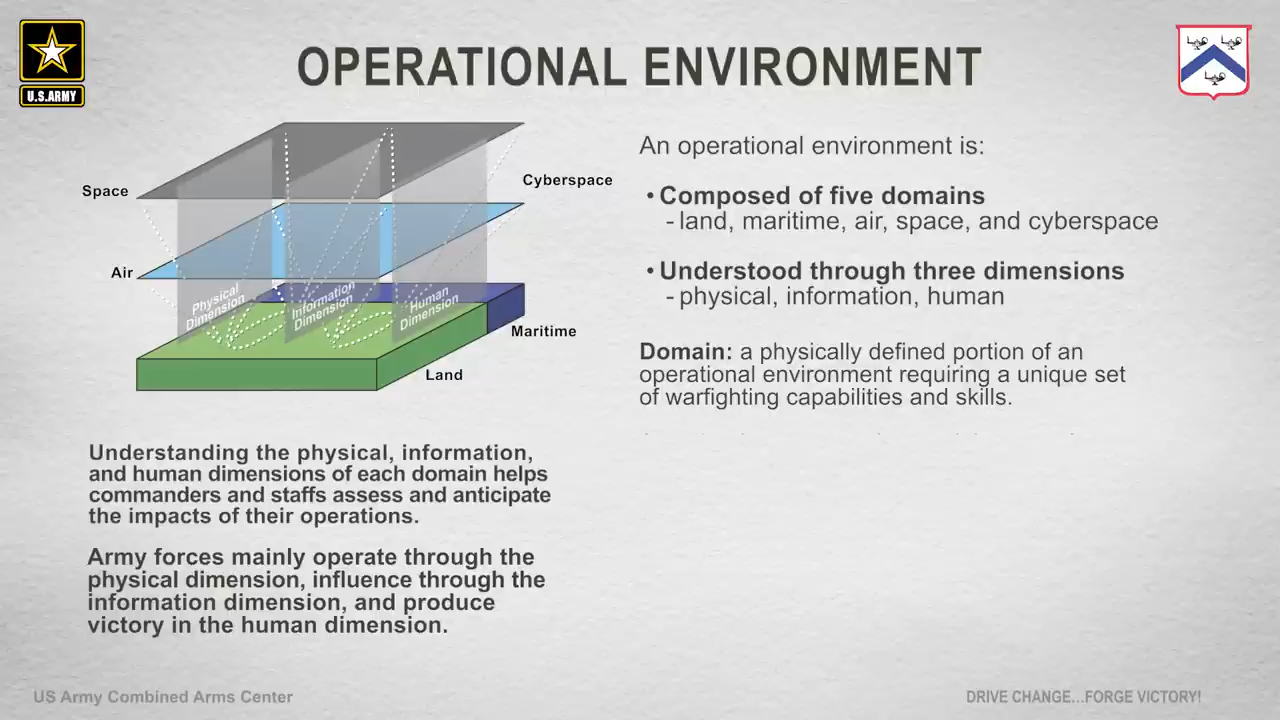 U.S.ARMY
OPERATIONAL ENVIRONMENT
Space
Cyberspace
Air
Physical
Dimension
Information
Dimension
Human
Dimension
Maritime
Land
Understanding the physical, information,
and human dimensions of each domain helps
commanders and staffs assess and anticipate
the impacts of their operations.
Army forces mainly operate through the
physical dimension, influence through the
information dimension, and produce
victory in the human dimension.
An operational environment is:
• Composed of five domains
- land, maritime, air, space, and cyberspace
• Understood through three dimensions
- physical, information, human
Domain: a physically defined portion of an
operational environment requiring a unique set
of warfighting capabilities and skills.
US Army Combined Arms Center
DRIVE CHANGE...FORGE VICTORY!